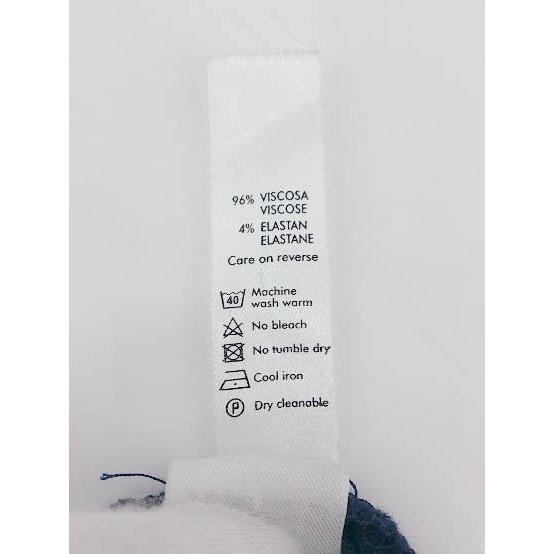 96% VISCOSA
VISCOSE
4% ELASTAN
ELASTANE
Care on reverse
40 Machine
wash warm
No bleach
No tumble dry
Cool iron
P Dry cleanable